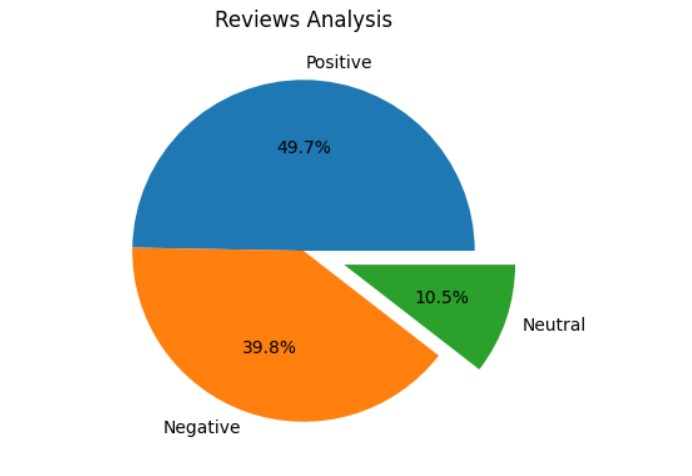 Reviews Analysis
Positive
49.7%
10.5%
Neutral
39.8%
Negative